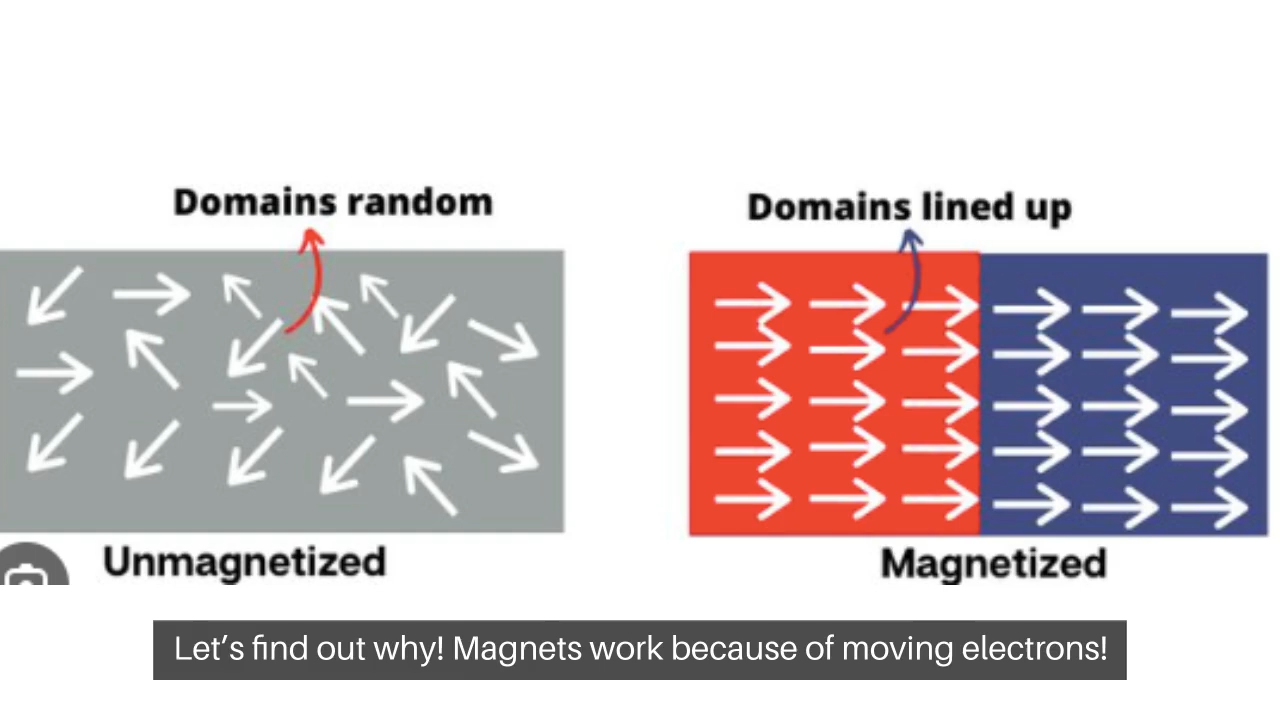 Domains random
Domains lined up
Unmagnetized
Magnetized
Let’s find out why! Magnets work because of moving electrons!